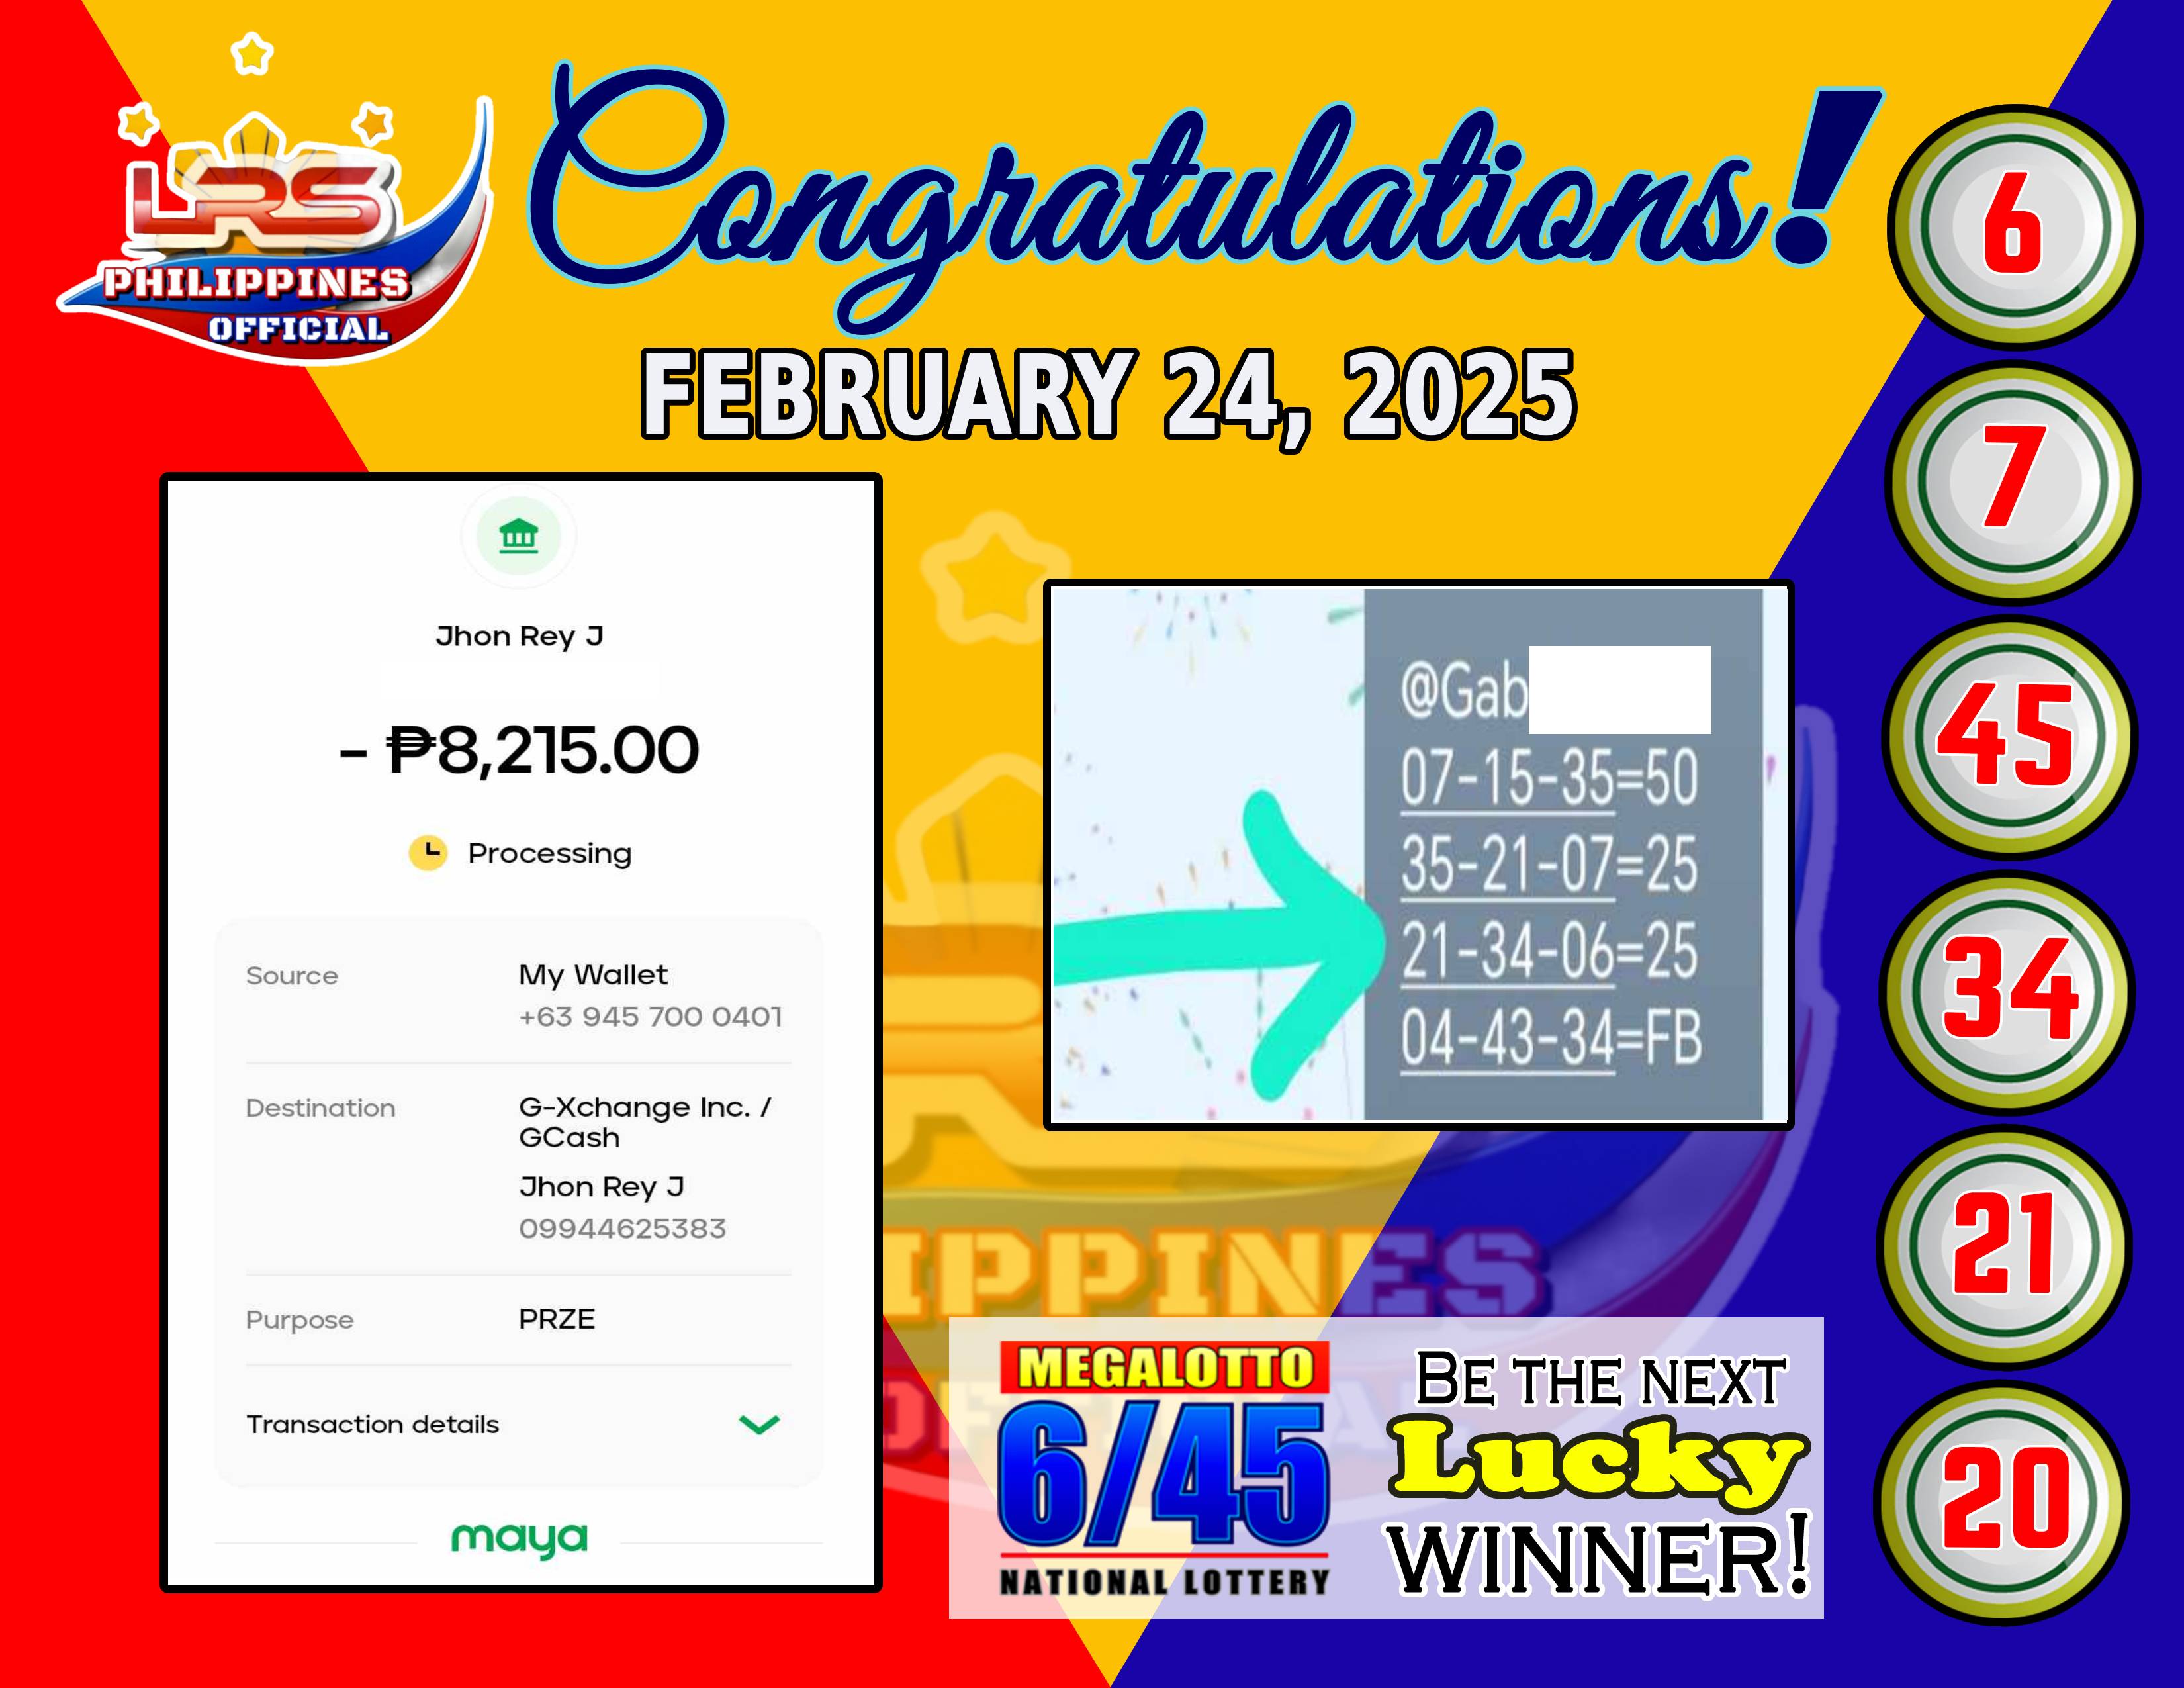 LRS
PHILIPPINES
OFFICIAL
Congratulations!
FEBRUARY 24, 2025
Jhon Rey J
- ₱8,215.00
Processing
Source My Wallet
+63 945 700 0401
Destination G-Xchange Inc. /
GCash
Jhon Rey J
09944625383
Purpose PRZE
Transaction details
maya
@Gab
07-15-35=50
35-21-07=25
21-34-06=25
04-43-34=FB
IPPINES
MEGALOTTO
6/45
NATIONAL LOTTERY
BE THE NEXT
Lucky
WINNER!
6
7
45
34
21
20